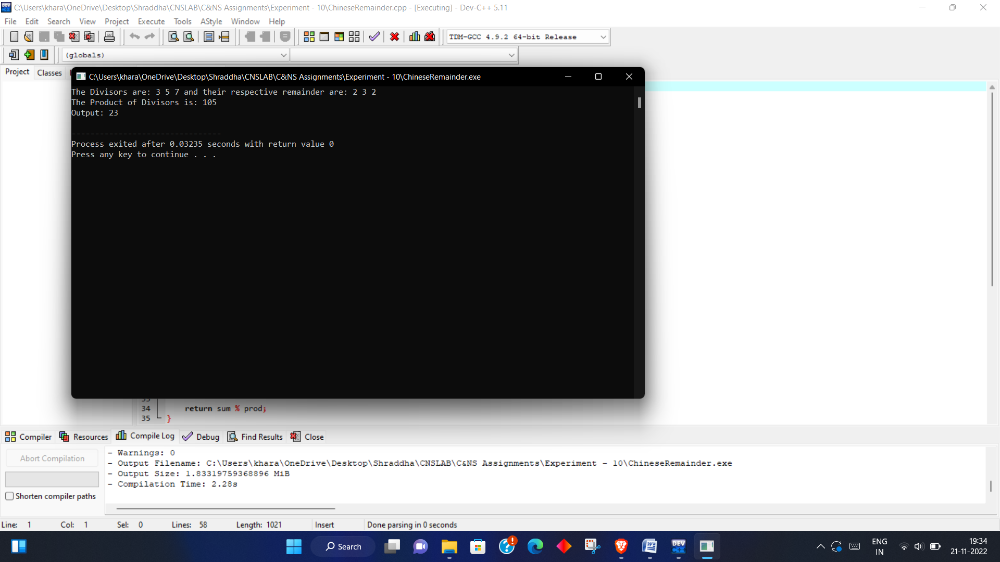 C:\Users\khara\OneDrive\Desktop\Shraddha\CNSLAB\C&NS Assignments\Experiment - 10\ChineseRemainder.cpp - [Executing] - Dev-C++ 5.11
File Edit Search View Project Execute Tools AStyle Window Help
TDM-GCC 4.9.2 64-bit Release
(globals)
Project Classes
C:\Users\khara\OneDrive\Desktop\Shraddha\CNSLAB\C&NS Assignments\Experiment - 10\ChineseRemainder.exe
The Divisors are: 3 5 7 and their respective remainder are: 2 3 2
The Product of Divisors is: 105
Output: 23
--------------------------------
Process exited after 0.03235 seconds with return value 0
Press any key to continue . . .
34 return sum % prod;
35 }
Compiler Resources Compile Log Debug Find Results Close
Abort Compilation
Shorten compiler paths
- Warnings: 0
- Output Filename: C:\Users\khara\OneDrive\Desktop\Shraddha\CNSLAB\C&NS Assignments\Experiment - 10\ChineseRemainder.exe
- Output Size: 1.83319759368896 MiB
- Compilation Time: 2.28s
Line: 1 Col: 1 Sel: 0 Lines: 58 Length: 1021 Insert Done parsing in 0 seconds
Search
DEV
C++
ENG
IN
19:34
21-11-2022